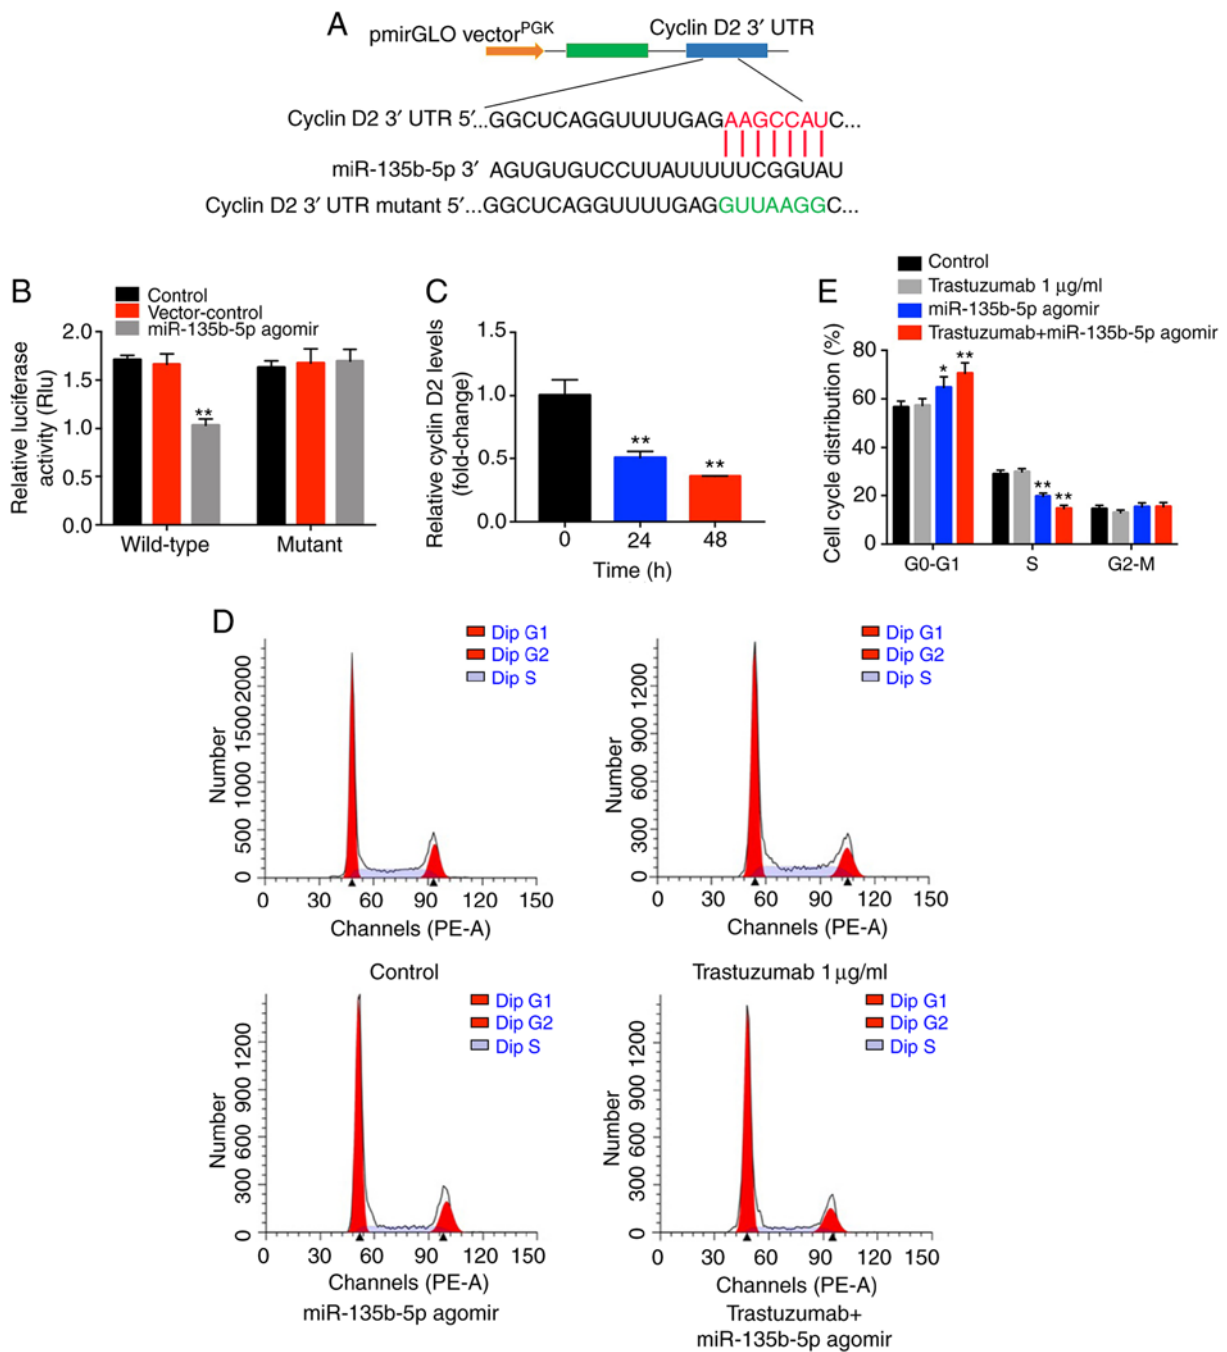 A
pmirGLO vectorPGK
Cyclin D2 3′ UTR
Cyclin D2 3′ UTR 5′...GGCUCAGGUUUUGAGAAGCCAUC...
miR-135b-5p 3′ AGUGUGUCCUUAUUUUUCGGUAU
Cyclin D2 3′ UTR mutant 5′...GGCUCAGGUUUUGAGGUUAAGGC...
B
Control
Vector-control
miR-135b-5p agomir
Relative luciferase
activity (Rlu)
2.0
1.5
1.0
0.5
0.0
**
Wild-type
Mutant
C
Relative cyclin D2 levels
(fold-change)
1.5
1.0
0.5
0.0
**
**
0
24
48
Time (h)
E
Control
Trastuzumab 1 µg/ml
miR-135b-5p agomir
Trastuzumab+miR-135b-5p agomir
Cell cycle distribution (%)
80
60
40
20
0
*
**
**
**
G0-G1
S
G2-M
D
Dip G1
Dip G2
Dip S
Number
0 500 1000 1500 2000
0 30 60 90 120 150
Channels (PE-A)
Control
Dip G1
Dip G2
Dip S
Number
0 300 600 900 1200
0 30 60 90 120 150
Channels (PE-A)
Trastuzumab 1 µg/ml
Dip G1
Dip G2
Dip S
Number
0 300 600 900 1200
0 30 60 90 120 150
Channels (PE-A)
miR-135b-5p agomir
Dip G1
Dip G2
Dip S
Number
0 300 600 900 1200
0 30 60 90 120 150
Channels (PE-A)
Trastuzumab+
miR-135b-5p agomir